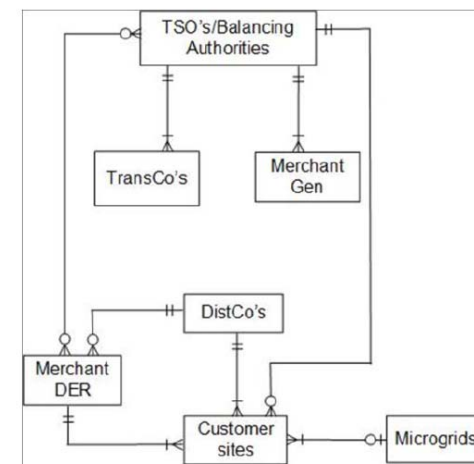 TSO's/Balancing
Authorities
TransCo's
Merchant
Gen
DistCo's
Merchant
DER
Customer
sites
Microgrids